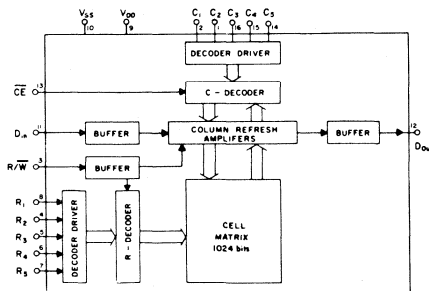 VSS VDD C1 C2 C3 C4 C5
10 9 2 1 16 15 14
DECODER DRIVER
CE 13 C-DECODER
Din 11 BUFFER COLUMN REFRESH AMPLIFERS BUFFER 12 DOu
R/W 3 BUFFER
R1 8
R2 4
R3 5
R4 6
R5 7
DECODER DRIVER
R-DECODER
CELL
MATRIX
1024 bits